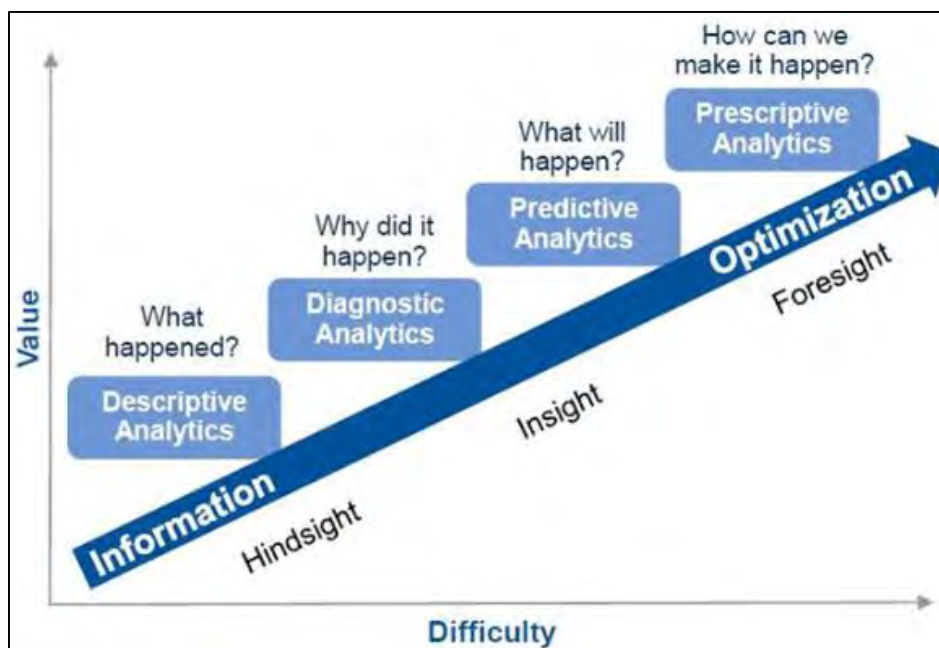 How can we
make it happen?
Prescriptive
Analytics
What will
happen?
Predictive
Analytics
Why did it
happen?
Diagnostic
Analytics
What
happened?
Descriptive
Analytics
Information
Optimization
Hindsight
Insight
Foresight
Value
Difficulty